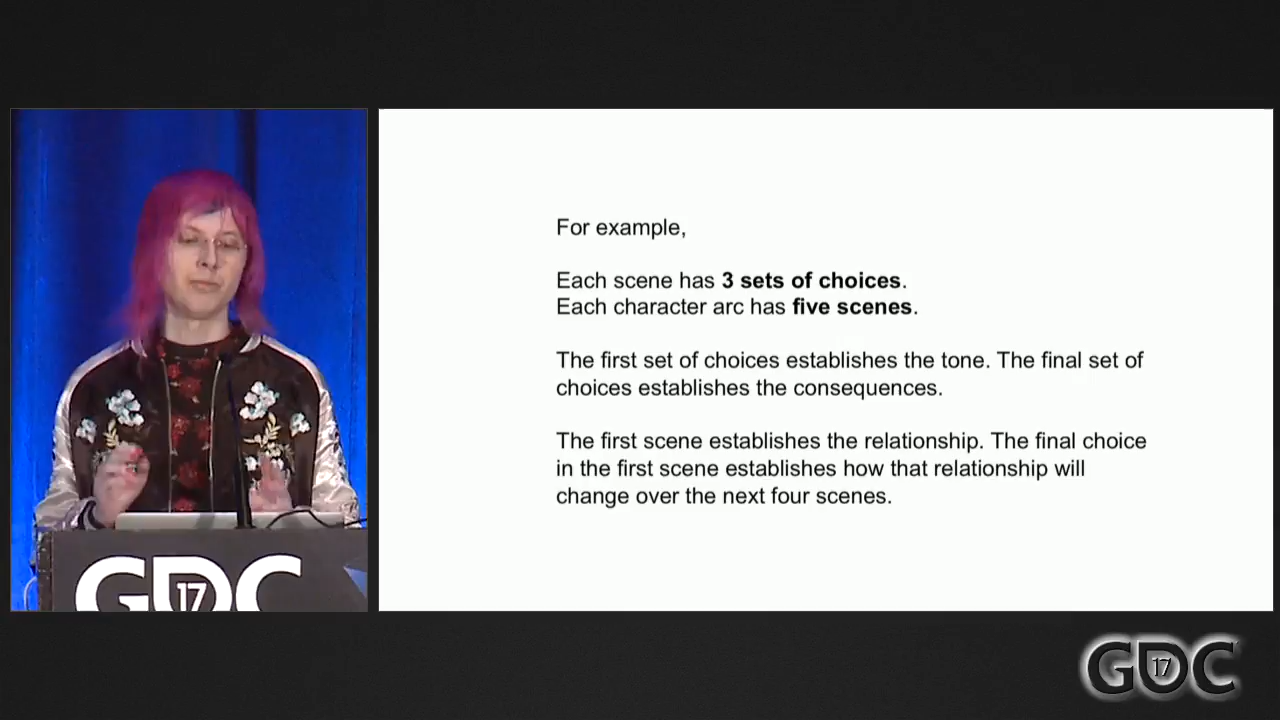 For example,
Each scene has 3 sets of choices.
Each character arc has five scenes.
The first set of choices establishes the tone. The final set of
choices establishes the consequences.
The first scene establishes the relationship. The final choice
in the first scene establishes how that relationship will
change over the next four scenes.
GDC
17
GDC
17